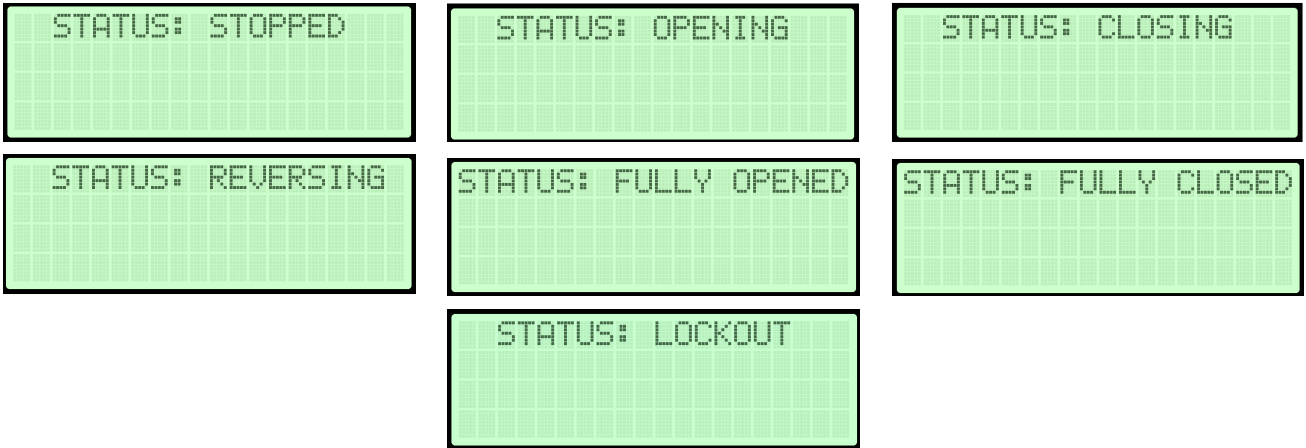 STATUS: STOPPED
STATUS: OPENING
STATUS: CLOSING
STATUS: REVERSING
STATUS: FULLY OPENED
STATUS: FULLY CLOSED
STATUS: LOCKOUT